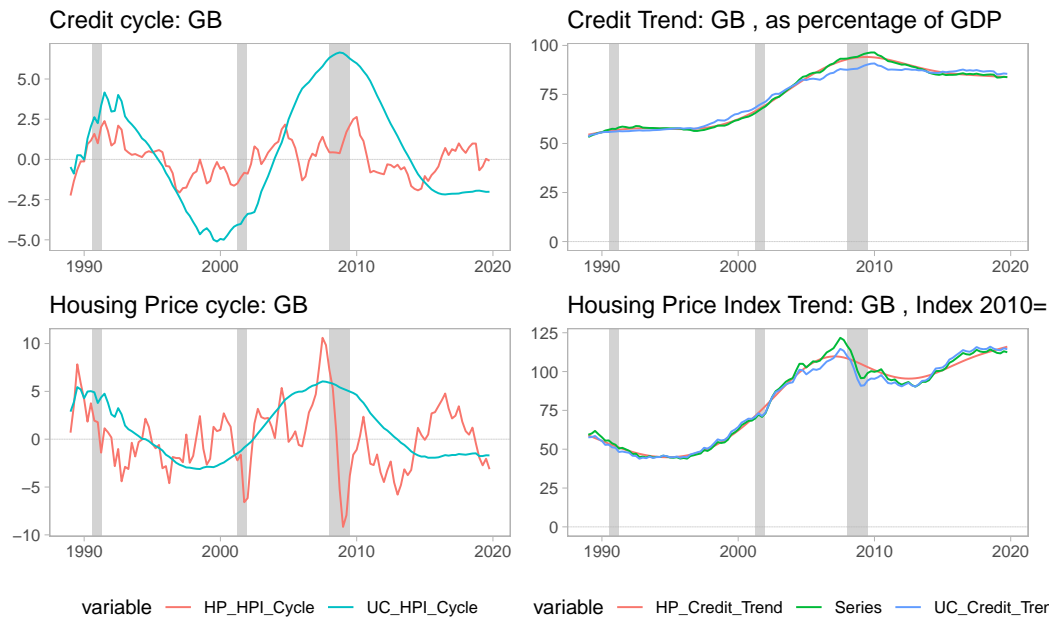 Credit cycle: GB
5.0
2.5
0.0
−2.5
−5.0
1990 2000 2010 2020
Credit Trend: GB , as percentage of GDP
100
75
50
25
0
1990 2000 2010 2020
Housing Price cycle: GB
10
5
0
−5
−10
1990 2000 2010 2020
Housing Price Index Trend: GB , Index 2010=
125
100
75
50
25
0
1990 2000 2010 2020
variable HP_HPI_Cycle UC_HPI_Cycle
variable HP_Credit_Trend Series UC_Credit_Trer